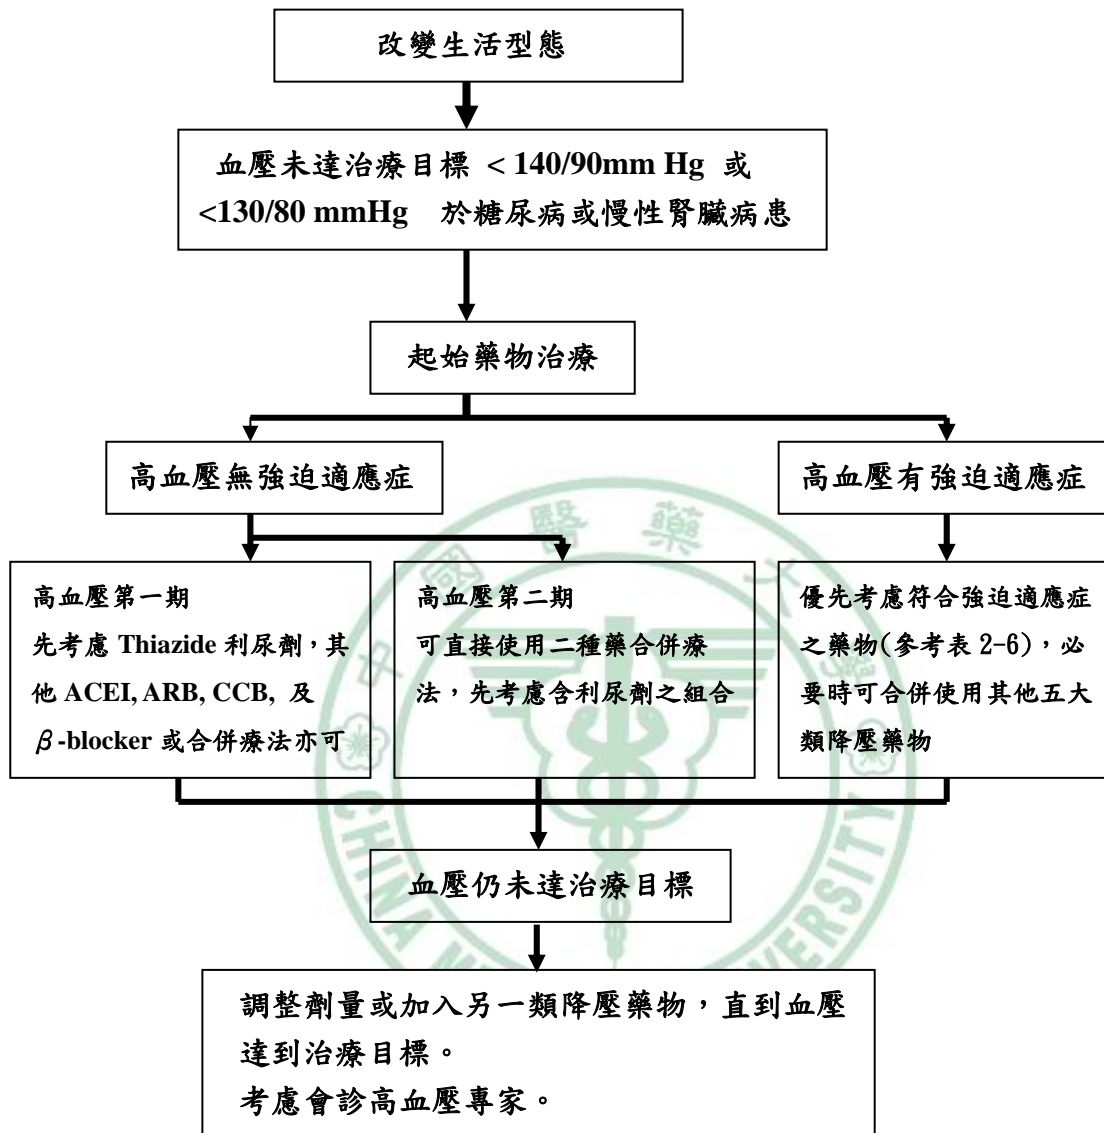 改變生活型態
血壓未達治療目標 < 140/90mm Hg 或
<130/80 mmHg 於糖尿病或慢性腎臟病患
起始藥物治療
高血壓無強迫適應症
高血壓有強迫適應症
高血壓第一期
先考慮 Thiazide 利尿劑,其
他 ACEI, ARB, CCB, 及
β-blocker 或合併療法亦可
高血壓第二期
可直接使用二種藥合併療
法,先考慮含利尿劑之組合
優先考慮符合強迫適應症
之藥物(參考表 2-6),必
要時可合併使用其他五大
類降壓藥物
血壓仍未達治療目標
調整劑量或加入另一類降壓藥物,直到血壓
達到治療目標。
考慮會診高血壓專家。
中國醫藥大學
CHINA MEDICAL UNIVERSITY